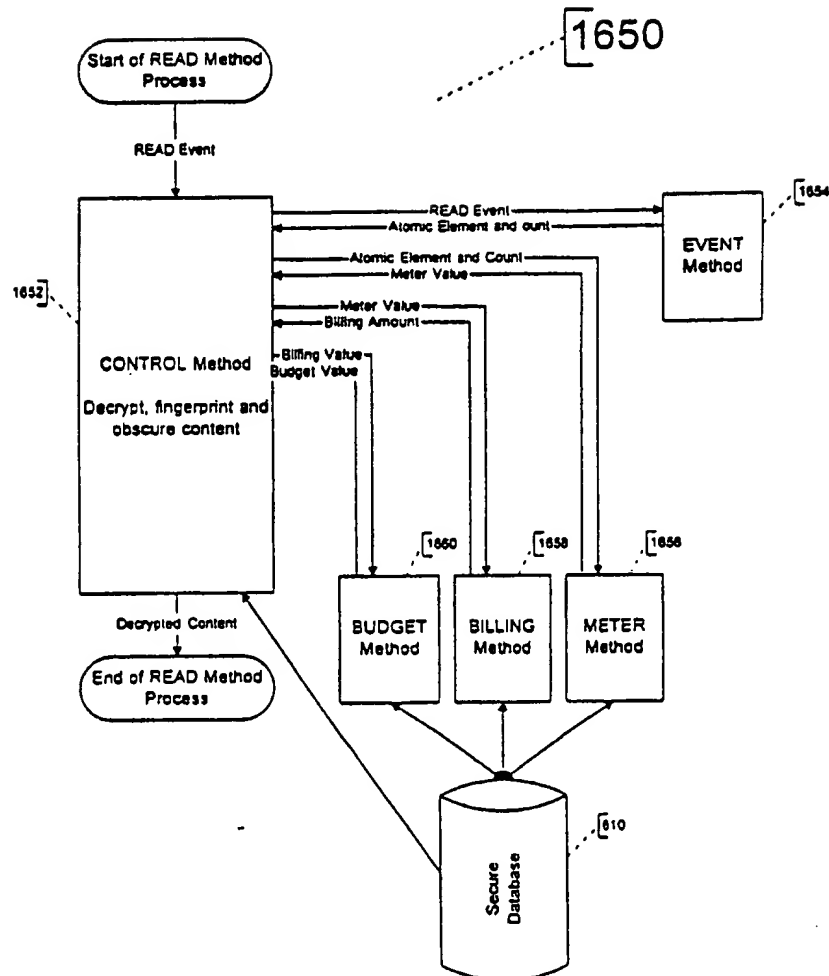 1650
Start of READ Method
Process
READ Event
READ Event
Atomic Element and ount
1654
EVENT
Method
Atomic Element and Count
Meter Value
1652
Meter Value
Billing Amount
Billing Value
Budget Value
CONTROL Method
Decrypt, fingerprint and
obscure content
1660
1658
1656
BUDGET
Method
BILLING
Method
METER
Method
Decrypted Content
End of READ Method
Process
610
Secure
Database